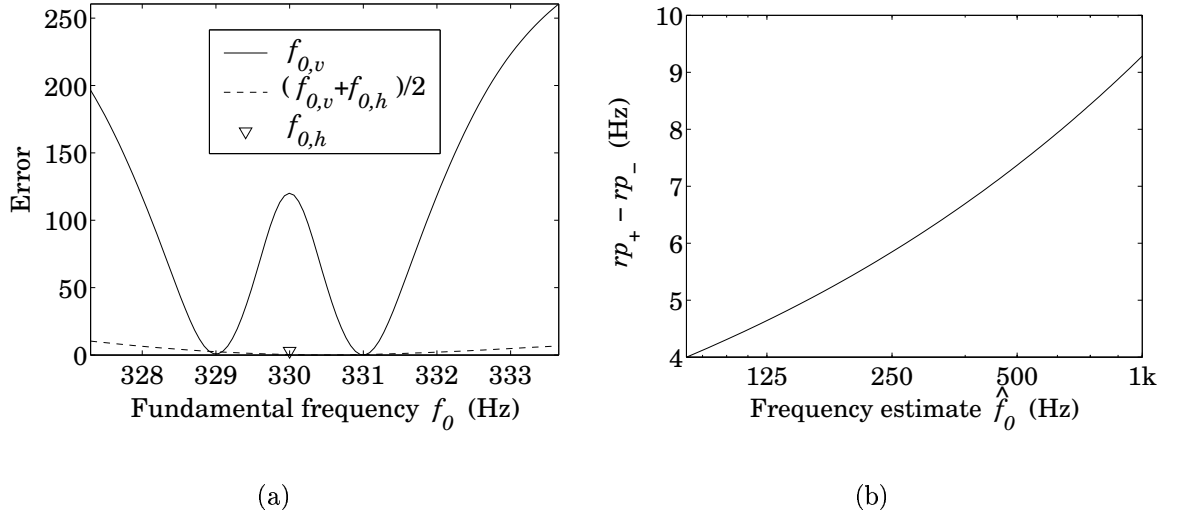 250
200
150
100
50
0
Error
f0,v
(f0,v+f0,h)/2
f0,h
328 329 330 331 332 333
Fundamental frequency f0 (Hz)
(a)
10
9
8
7
6
5
4
rp+ − rp− (Hz)
125 250 500 1k
Frequency estimate f̂0 (Hz)
(b)